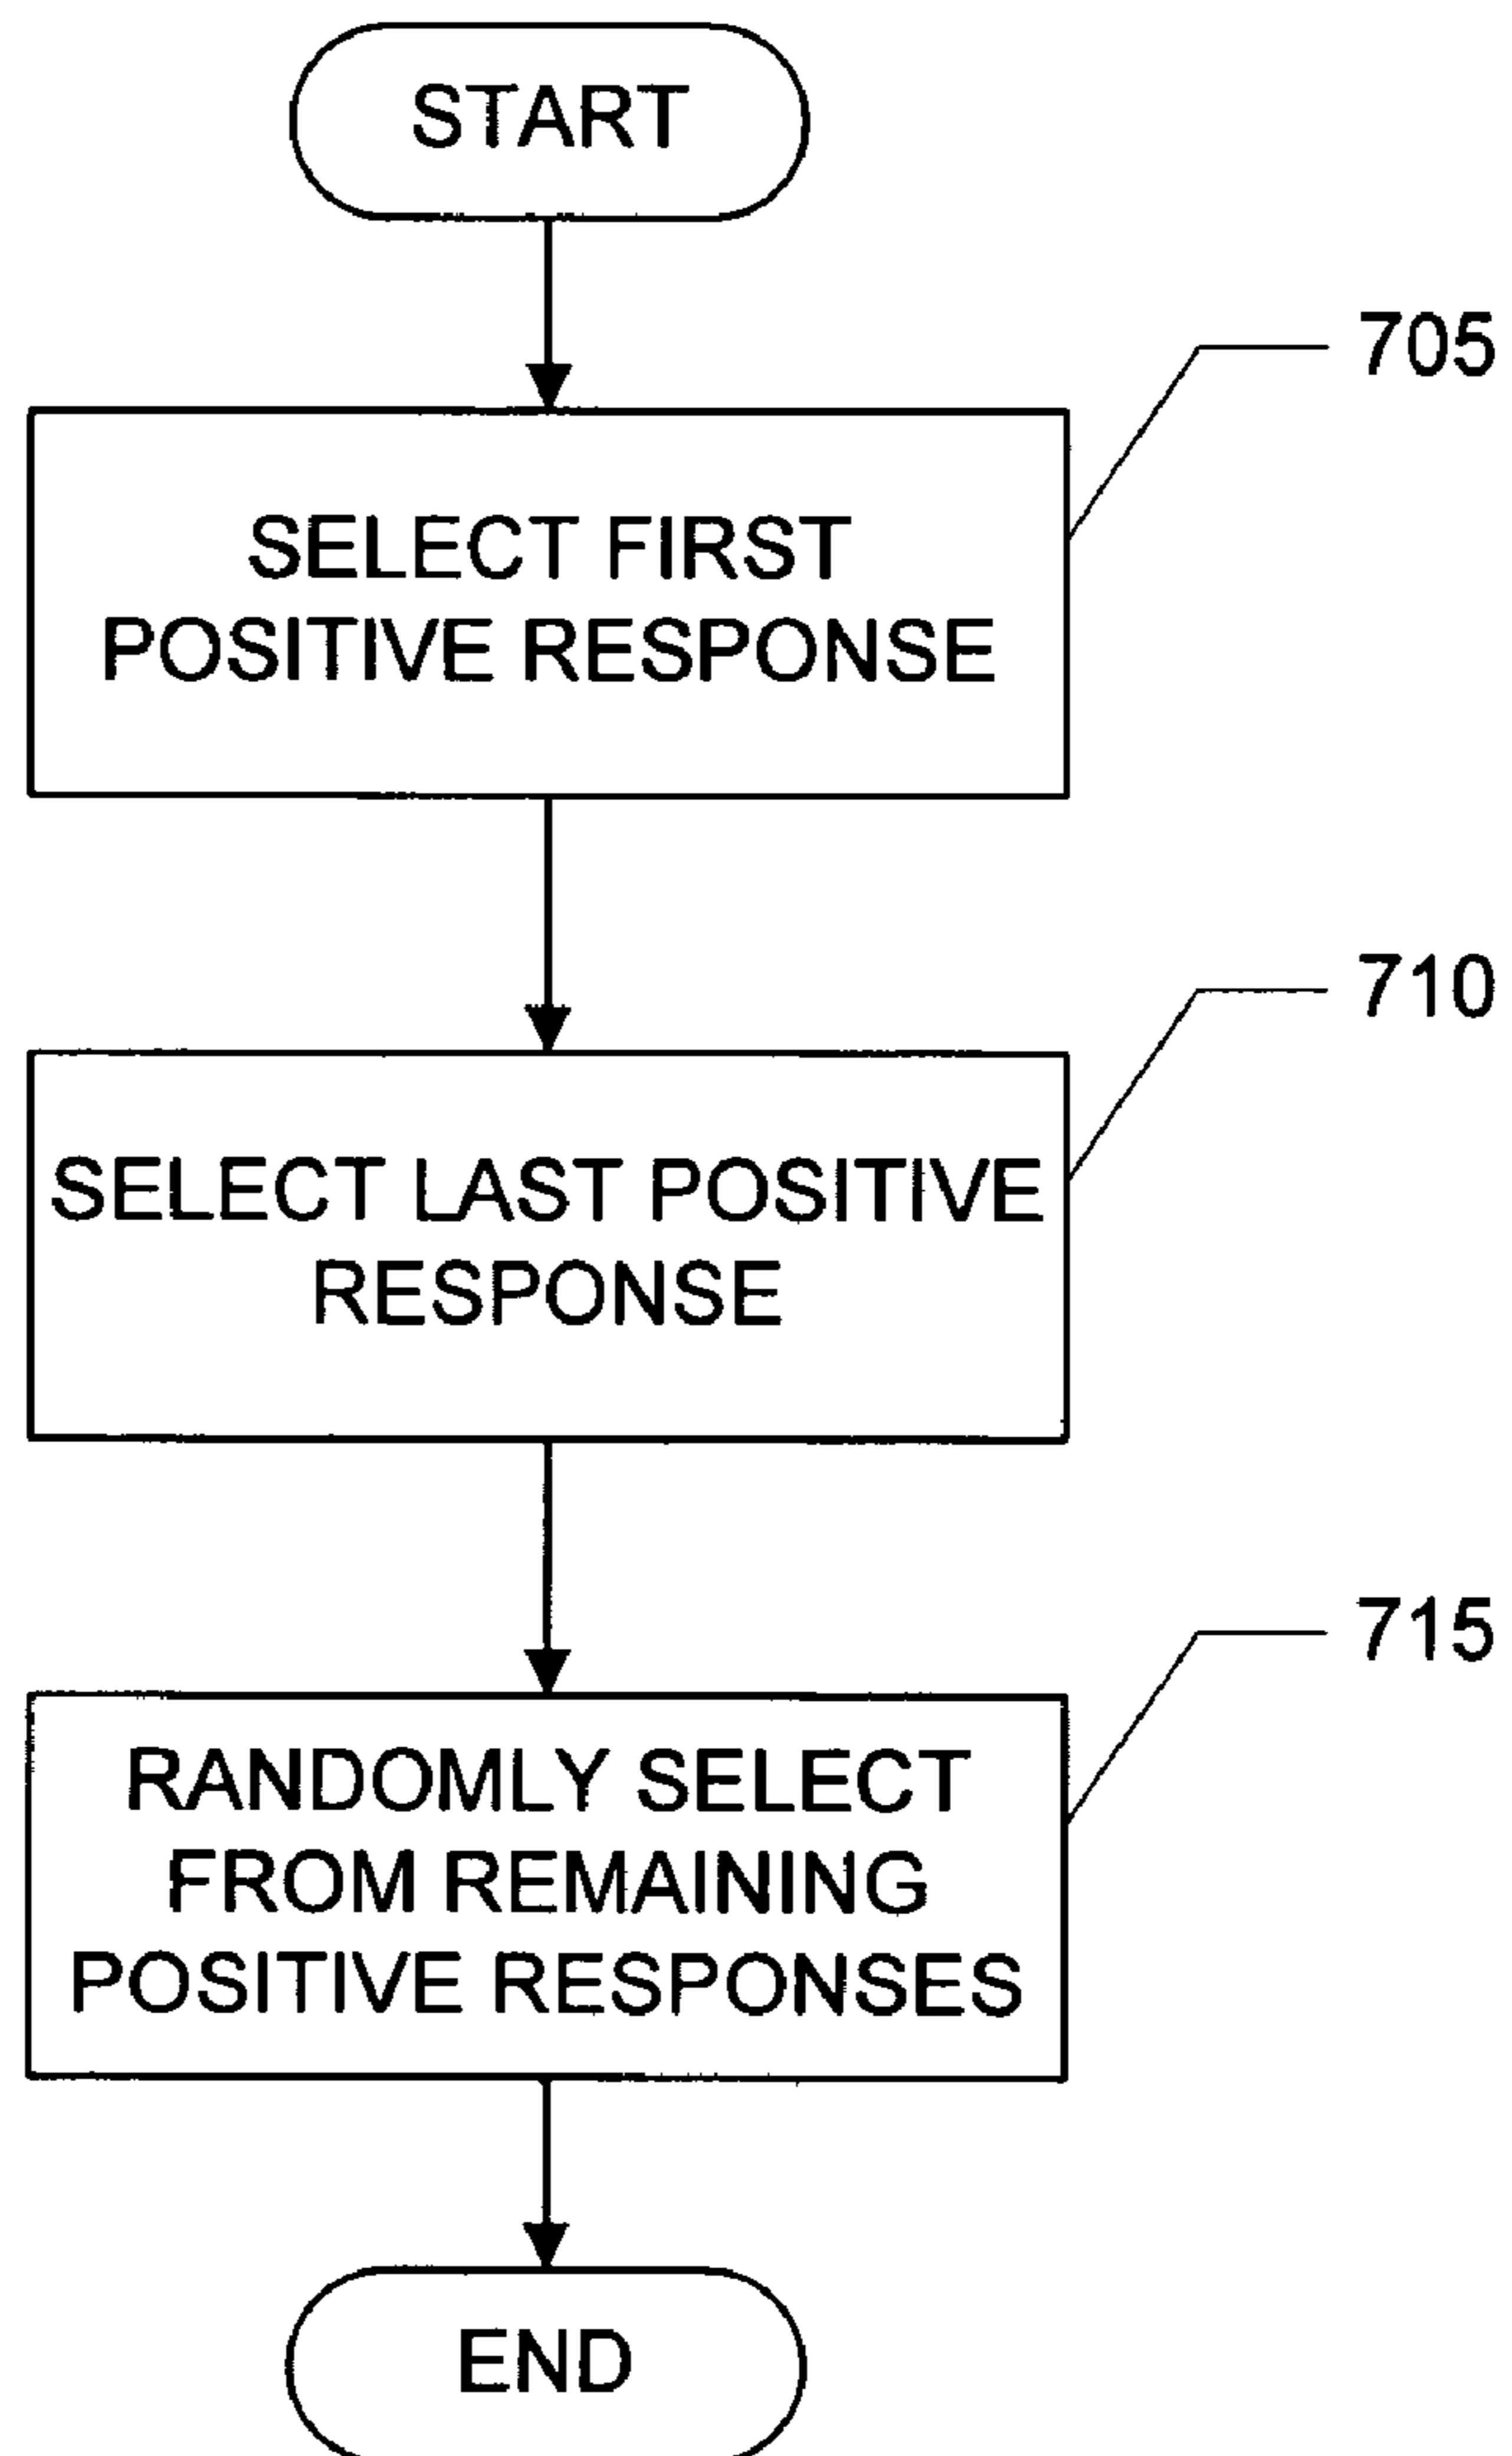 START
705
SELECT FIRST
POSITIVE RESPONSE
710
SELECT LAST POSITIVE
RESPONSE
715
RANDOMLY SELECT
FROM REMAINING
POSITIVE RESPONSES
END